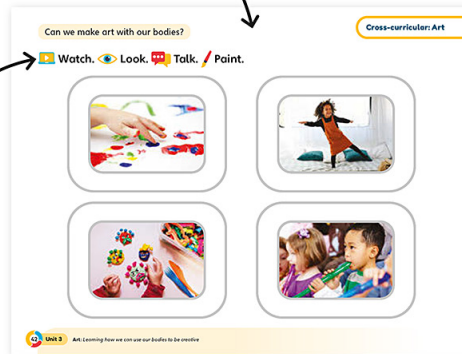 Can we make art with our bodies?
Cross-curricular: Art
Watch. Look. Talk. Paint.
42 Unit 3 Art: Learning how we can use our bodies to be creative